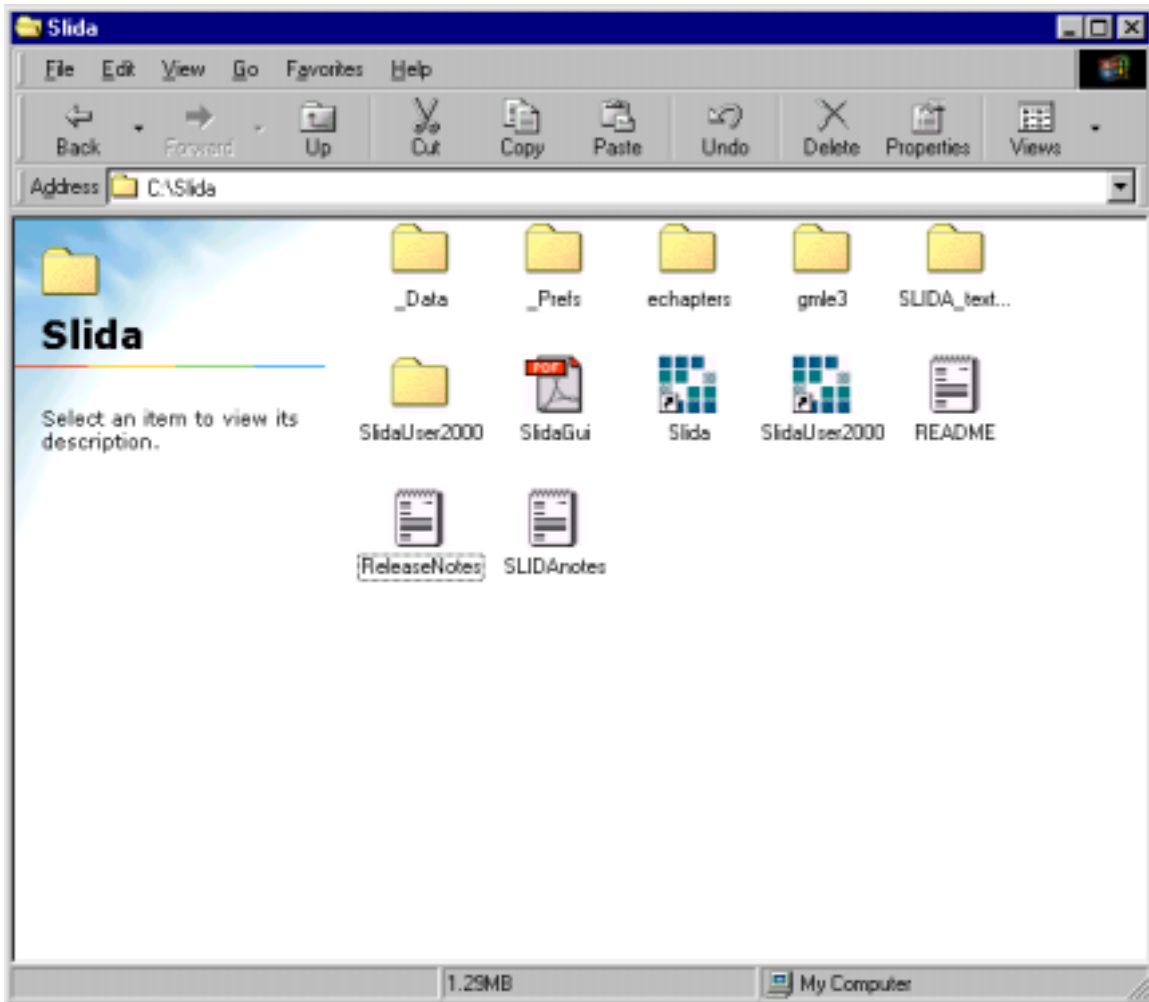 Slida
File Edit View Go Favorites Help
Back Forward Up Cut Copy Paste Undo Delete Properties Views
Address C:\Slida
_Data _Prefs echapters gmle3 SLIDA_text...
Slida
Select an item to view its
description.
SlidaUser2000 SlidaGui Slida SlidaUser2000 README
PDF
ReleaseNotes SLIDAnotes
1.29MB My Computer